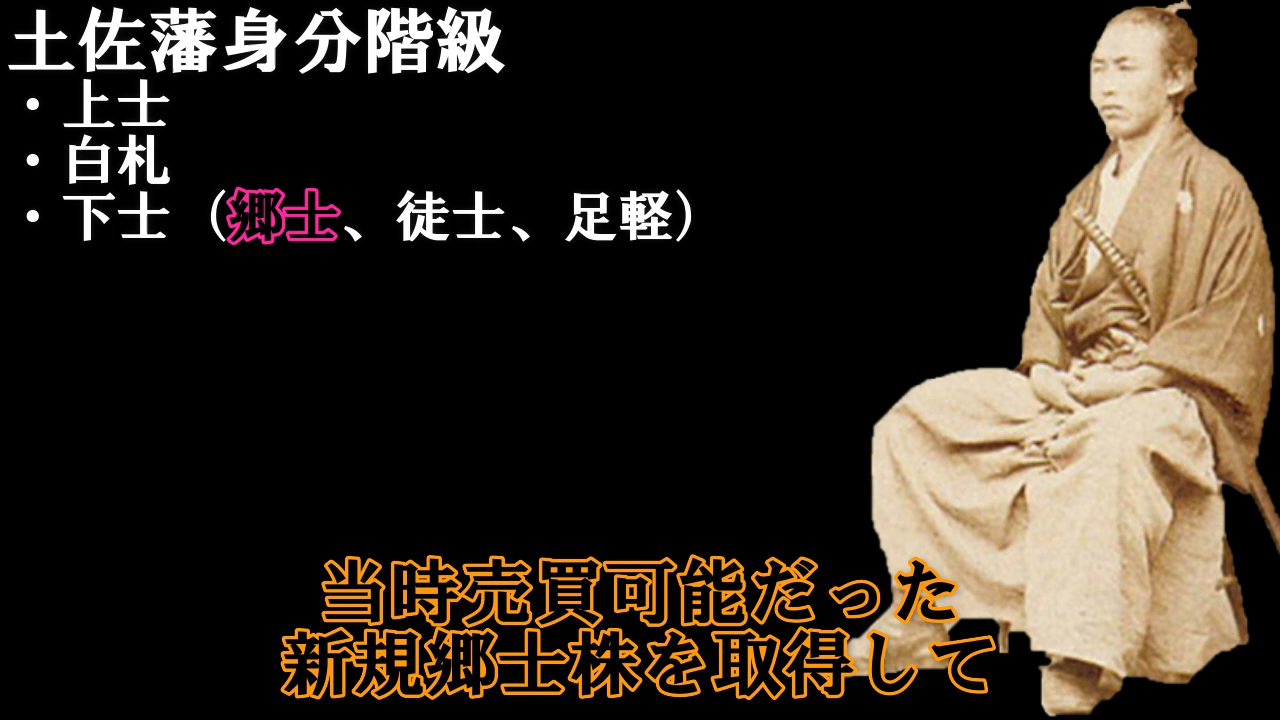 土佐藩身分階級
・上士
・白札
・下士（郷士、徒士、足軽）
当時売買可能だった
新規郷士株を取得して